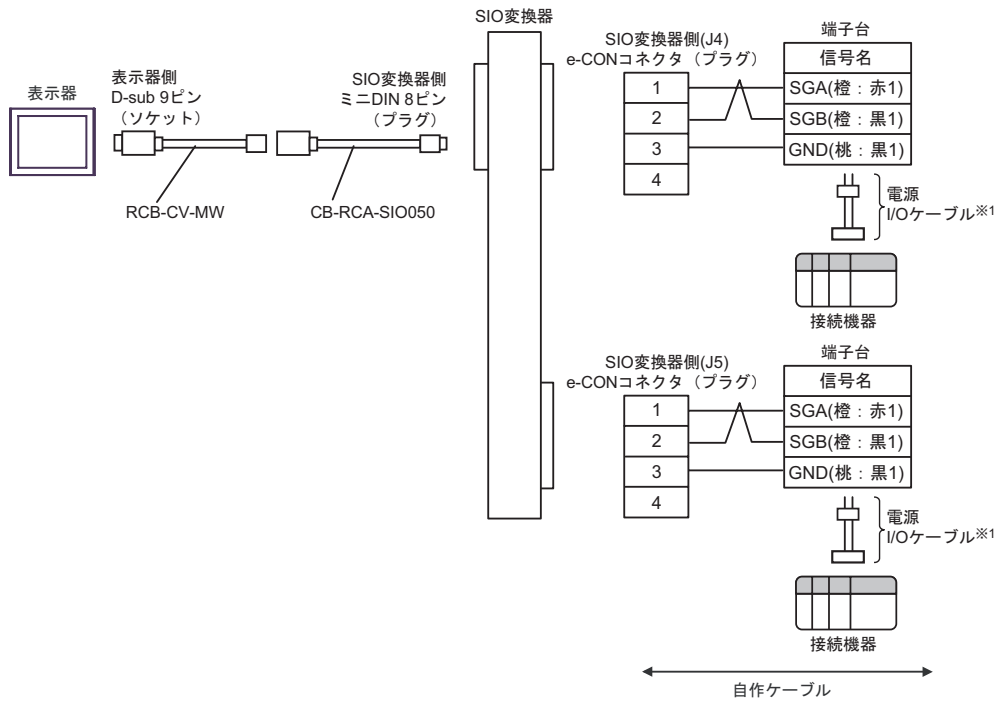 SIO変換器
表示器
表示器側
D-sub 9ピン
（ソケット）
SIO変換器側
ミニDIN 8ピン
（プラグ）
RCB-CV-MW
CB-RCA-SIO050
SIO変換器側(J4)
e-CONコネクタ（プラグ）
1
2
3
4
端子台
信号名
SGA(橙：赤1)
SGB(橙：黒1)
GND(桃：黒1)
電源
I/Oケーブル※1
接続機器
SIO変換器側(J5)
e-CONコネクタ（プラグ）
1
2
3
4
端子台
信号名
SGA(橙：赤1)
SGB(橙：黒1)
GND(桃：黒1)
電源
I/Oケーブル※1
接続機器
自作ケーブル